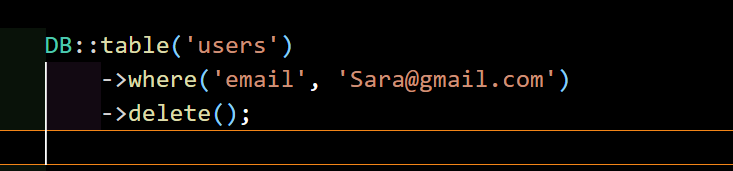 DB::table('users')
->where('email', 'Sara@gmail.com')
->delete();